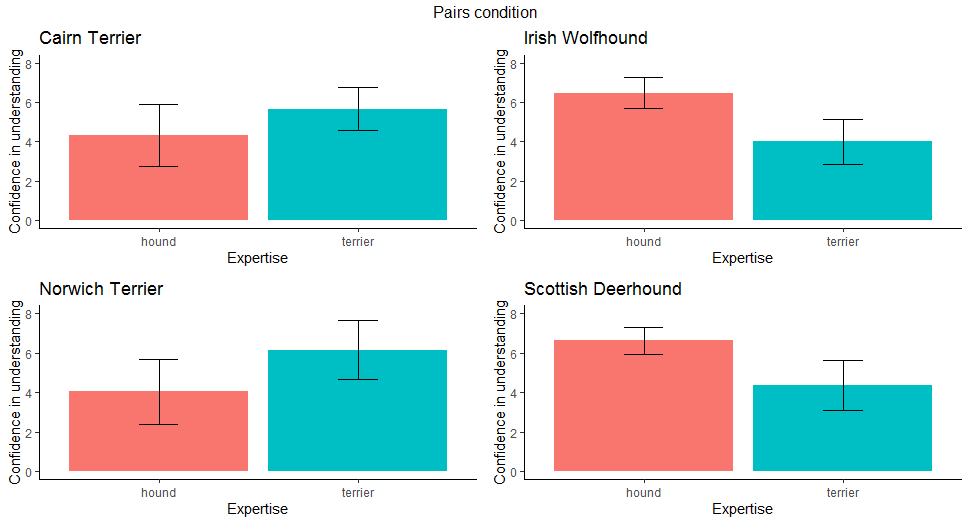 Pairs condition
Cairn Terrier
Confidence in understanding
8
6
4
2
0
hound terrier
Expertise
Irish Wolfhound
Confidence in understanding
8
6
4
2
0
hound terrier
Expertise
Norwich Terrier
Confidence in understanding
8
6
4
2
0
hound terrier
Expertise
Scottish Deerhound
Confidence in understanding
8
6
4
2
0
hound terrier
Expertise